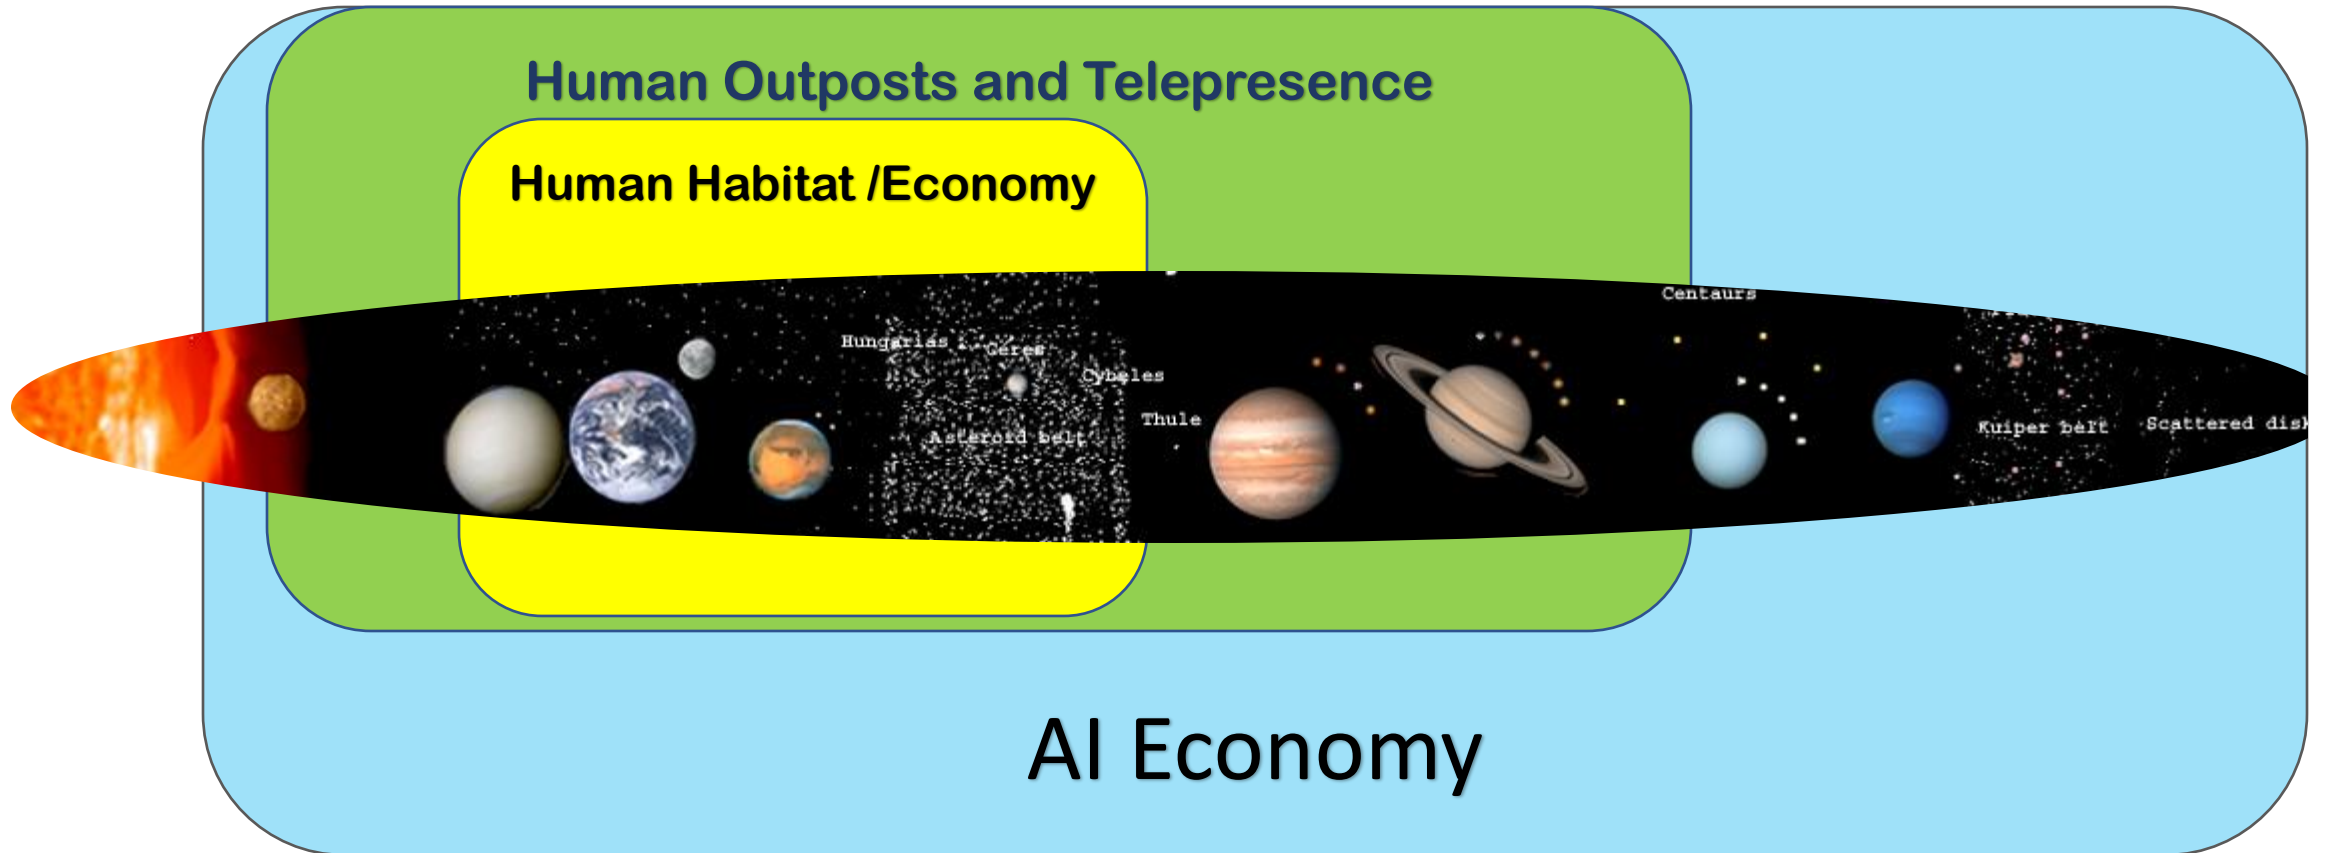 Human Outposts and Telepresence
Human Habitat /Economy
Centaurs
Hungarias
Ceres
Cybeles
Thule
Asteroid belt
Kuiper belt
Scattered disk
AI Economy